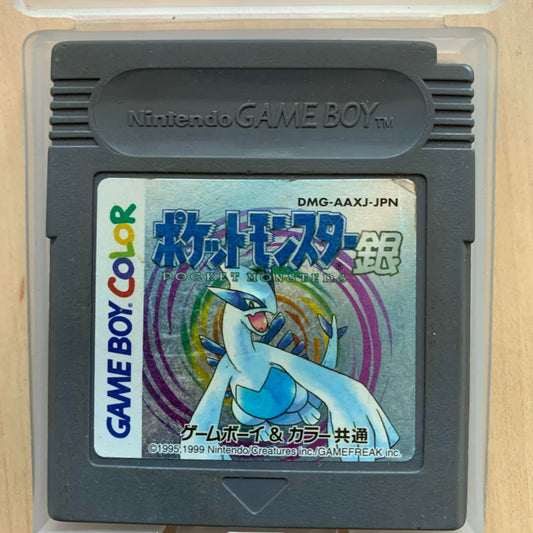 Nintendo GAME BOY TM
DMG-AAXJ-JPN
ポケットモンスター銀
POCKET MONSTERS
GAME BOY COLOR
ゲームボーイ & カラー共通
©1995,1999 Nintendo/Creatures inc./GAMEFREAK inc.